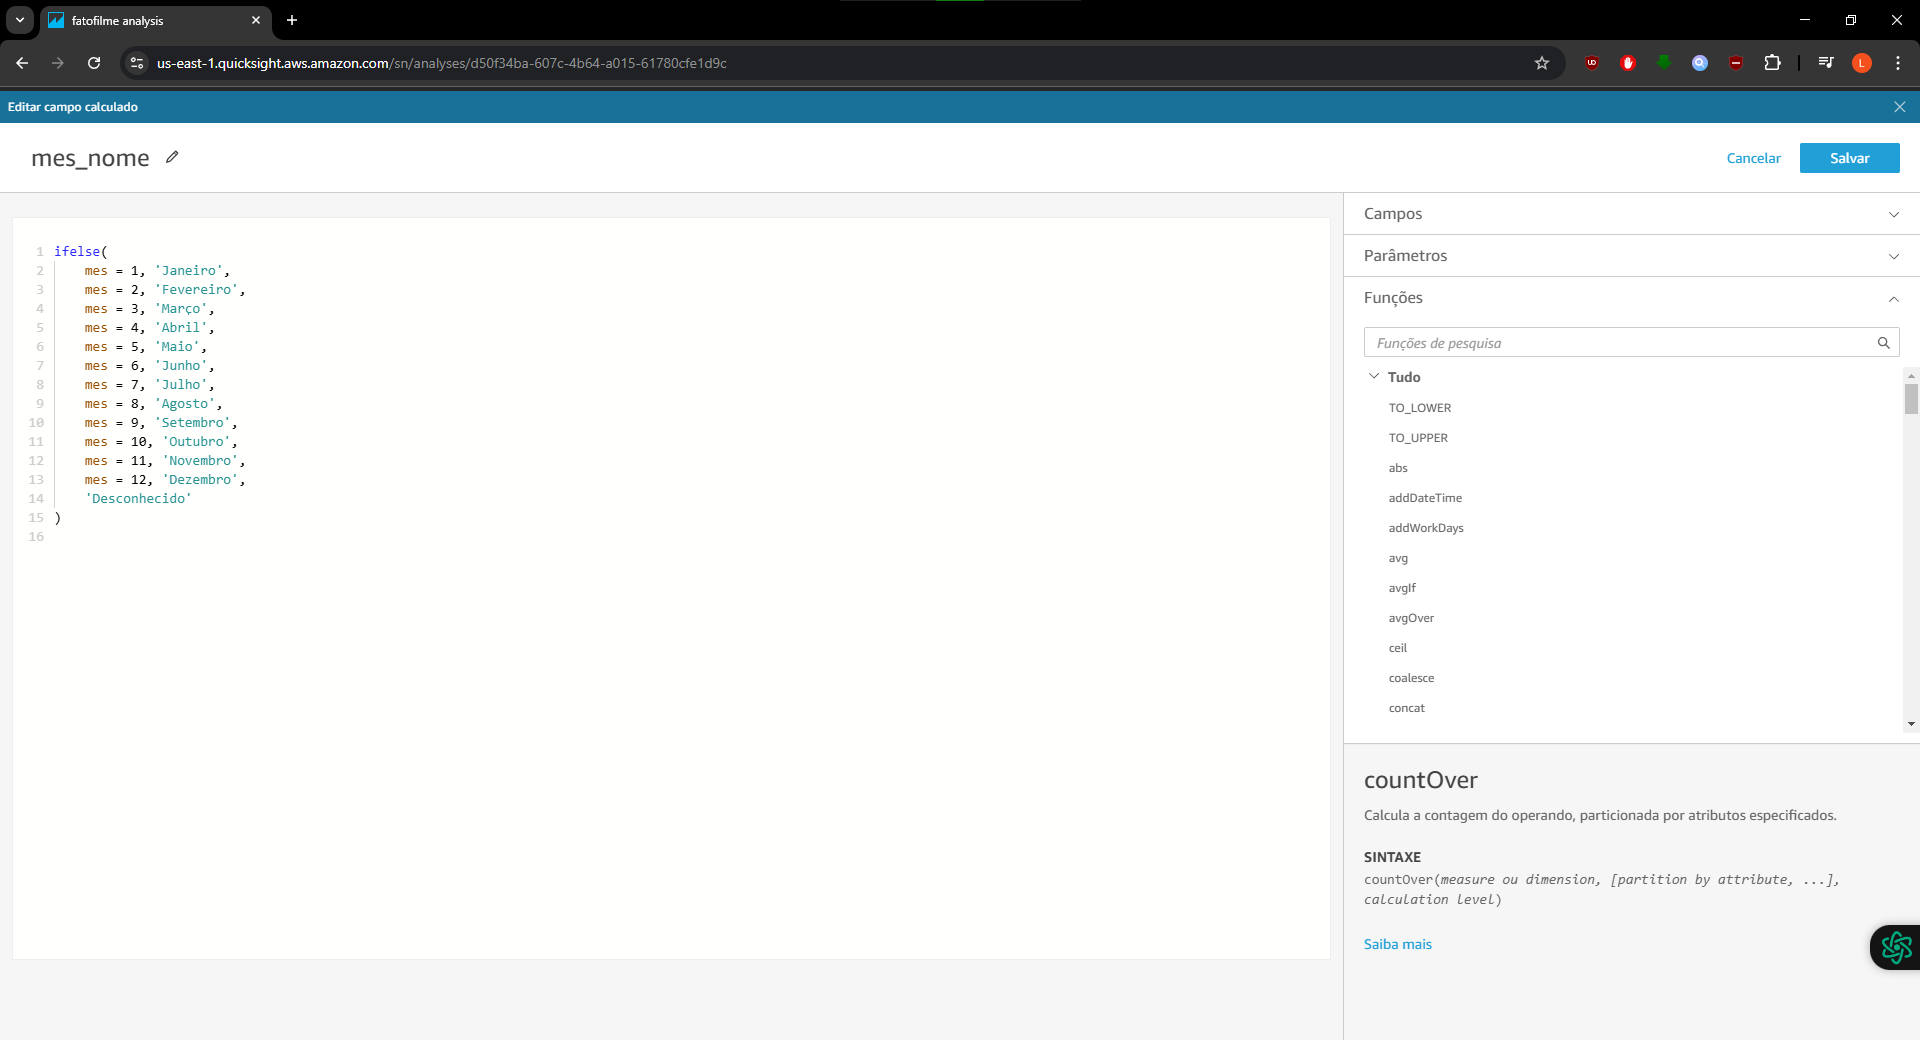 fatofilme analysis
us-east-1.quicksight.aws.amazon.com/sn/analyses/d50f34ba-607c-4b64-a015-61780cfe1d9c
L
Editar campo calculado
mes_nome
Cancelar
Salvar
1 ifelse(
2 mes = 1, 'Janeiro',
3 mes = 2, 'Fevereiro',
4 mes = 3, 'Março',
5 mes = 4, 'Abril',
6 mes = 5, 'Maio',
7 mes = 6, 'Junho',
8 mes = 7, 'Julho',
9 mes = 8, 'Agosto',
10 mes = 9, 'Setembro',
11 mes = 10, 'Outubro',
12 mes = 11, 'Novembro',
13 mes = 12, 'Dezembro',
14 'Desconhecido'
15 )
16
Campos
Parâmetros
Funções
Funções de pesquisa
Tudo
TO_LOWER
TO_UPPER
abs
addDateTime
addWorkDays
avg
avgIf
avgOver
ceil
coalesce
concat
countOver
Calcula a contagem do operando, particionada por atributos especificados.
SINTAXE
countOver(measure ou dimension, [partition by attribute, ...],
calculation level)
Saiba mais